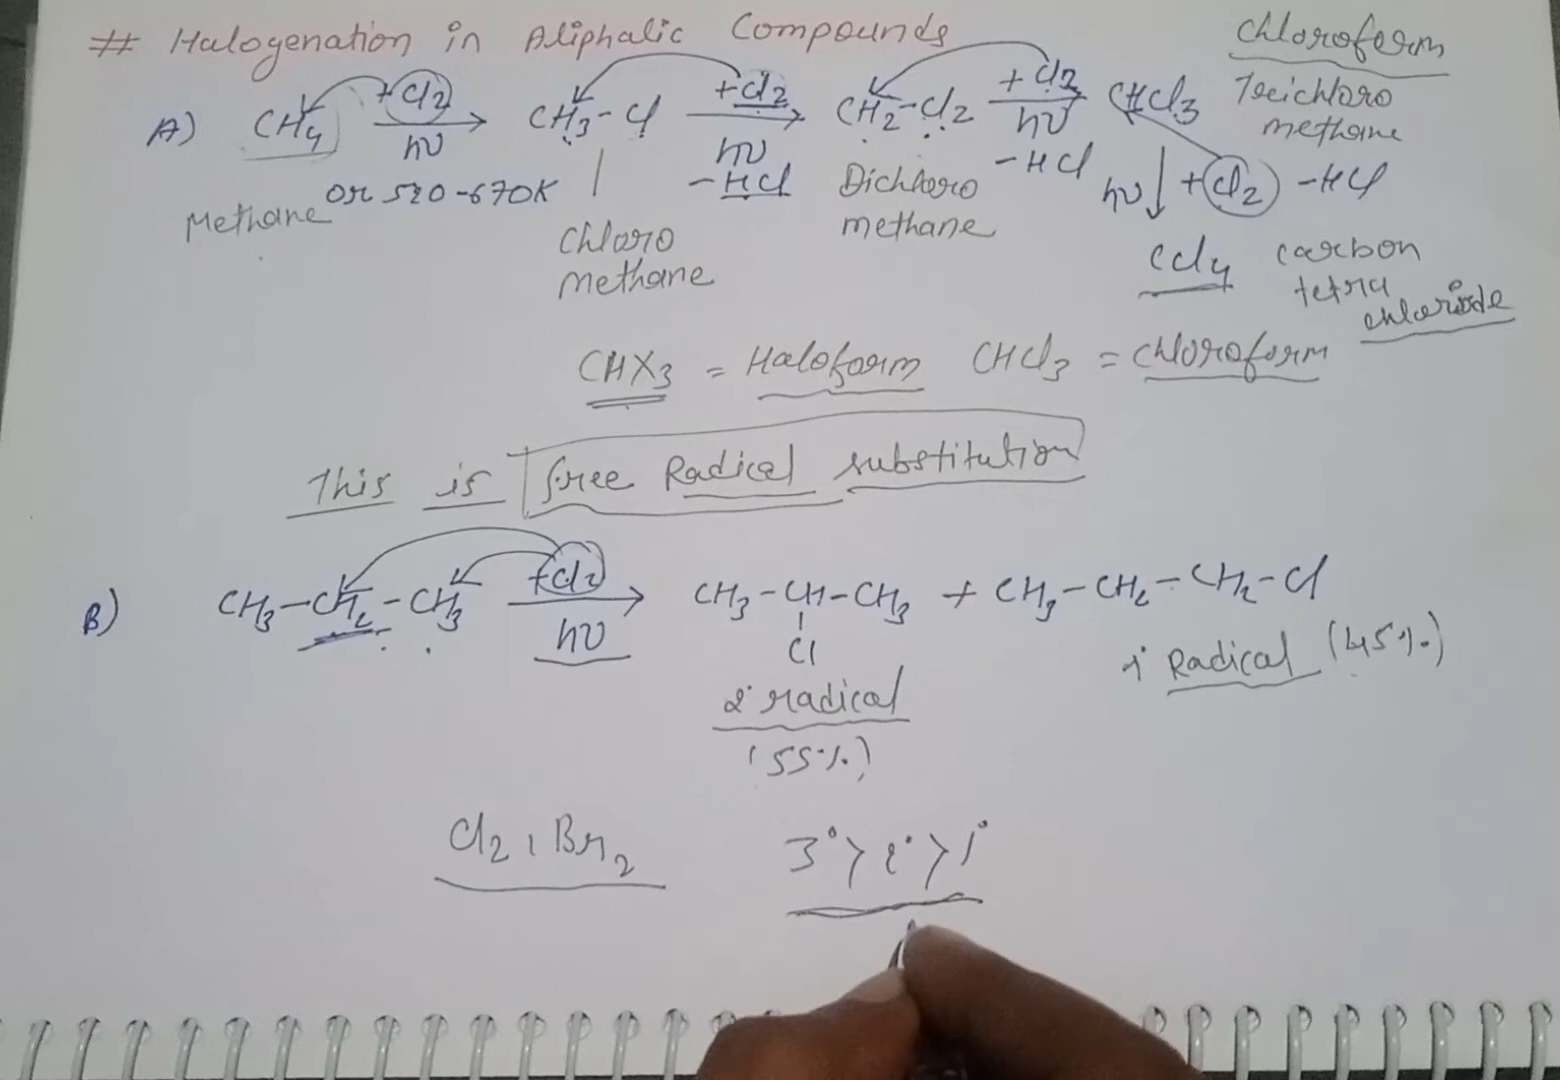 # Halogenation in Aliphalic Compounds
A) CH4 +Cl2 hν or 520-670K CH3-Cl +Cl2 hν -HCl CH2-Cl2 +Cl2 hν -HCl CHCl3
Chloroform
Trichloro
methane
Methane
Chloro
methane
Dichloro
methane
hν +Cl2 -HCl
CCl4 carbon
tetra
chloride
CHX3 = Haloform CHCl3 = chloroform
This is free Radical substitution
B) CH3-CH2-CH3 +Cl2 hν CH3-CH-CH3 + CH3-CH2-CH2-Cl
Cl
2° radical
(55%)
1° Radical (45%)
Cl2, Br2 3°>2°>1°